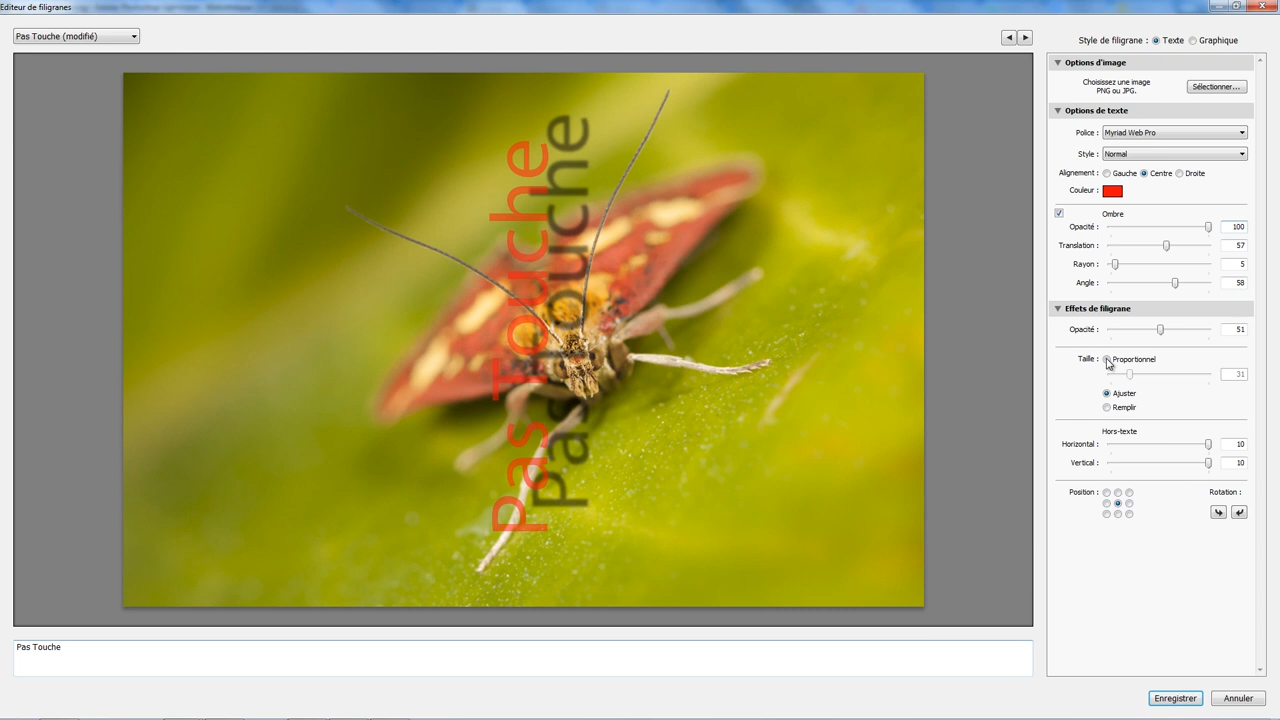 Editeur de filigranes
Pas Touche (modifié)
Style de filigrane : Texte Graphique
Options d'image
Choisissez une image
PNG ou JPG.
Sélectionner...
Options de texte
Police : Myriad Web Pro
Style : Normal
Alignement : Gauche Centre Droite
Couleur :
Ombre
Opacité : 100
Translation : 57
Rayon : 5
Angle : 58
Effets de filigrane
Opacité : 51
Taille : Proportionnel
31
Ajuster
Remplir
Hors-texte
Horizontal : 10
Vertical : 10
Position : Rotation :
Pas Touche
Pas Touche
Enregistrer Annuler